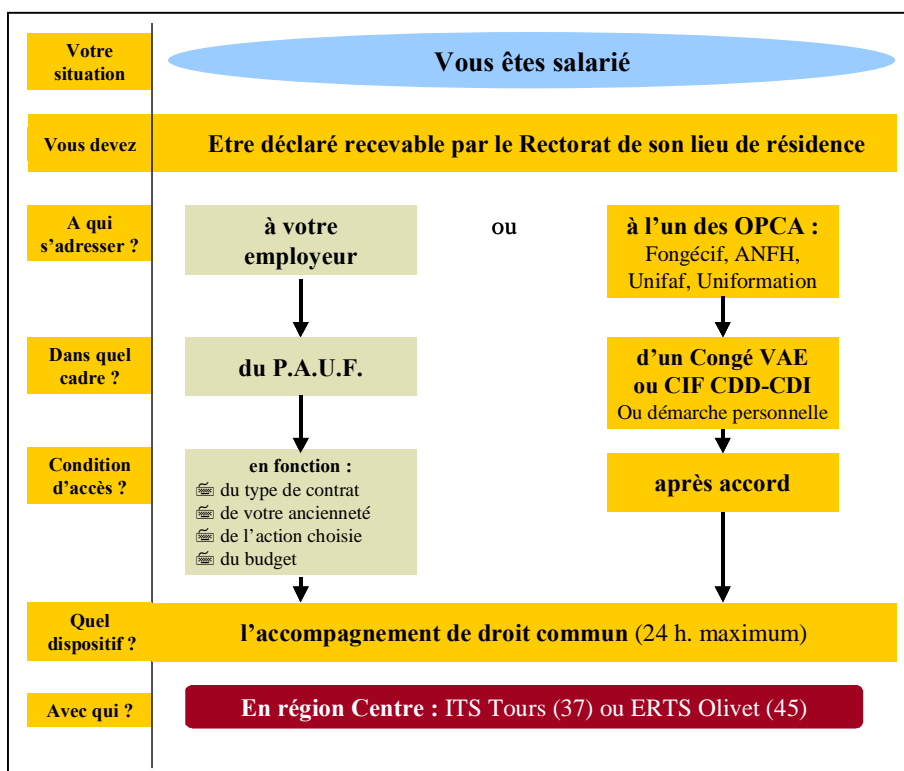 Votre
situation
Vous êtes salarié
Vous devez
Etre déclaré recevable par le Rectorat de son lieu de résidence
A qui
s'adresser ?
à votre
employeur
ou
à l'un des OPCA :
Fongécif, ANFH,
Unifaf, Uniformation
Dans quel
cadre ?
du P.A.U.F.
d'un Congé VAE
ou CIF CDD-CDI
Ou démarche personnelle
Condition
d'accès ?
en fonction :
du type de contrat
de votre ancienneté
de l'action choisie
du budget
après accord
Quel
dispositif ?
l'accompagnement de droit commun (24 h. maximum)
Avec qui ?
En région Centre : ITS Tours (37) ou ERTS Olivet (45)